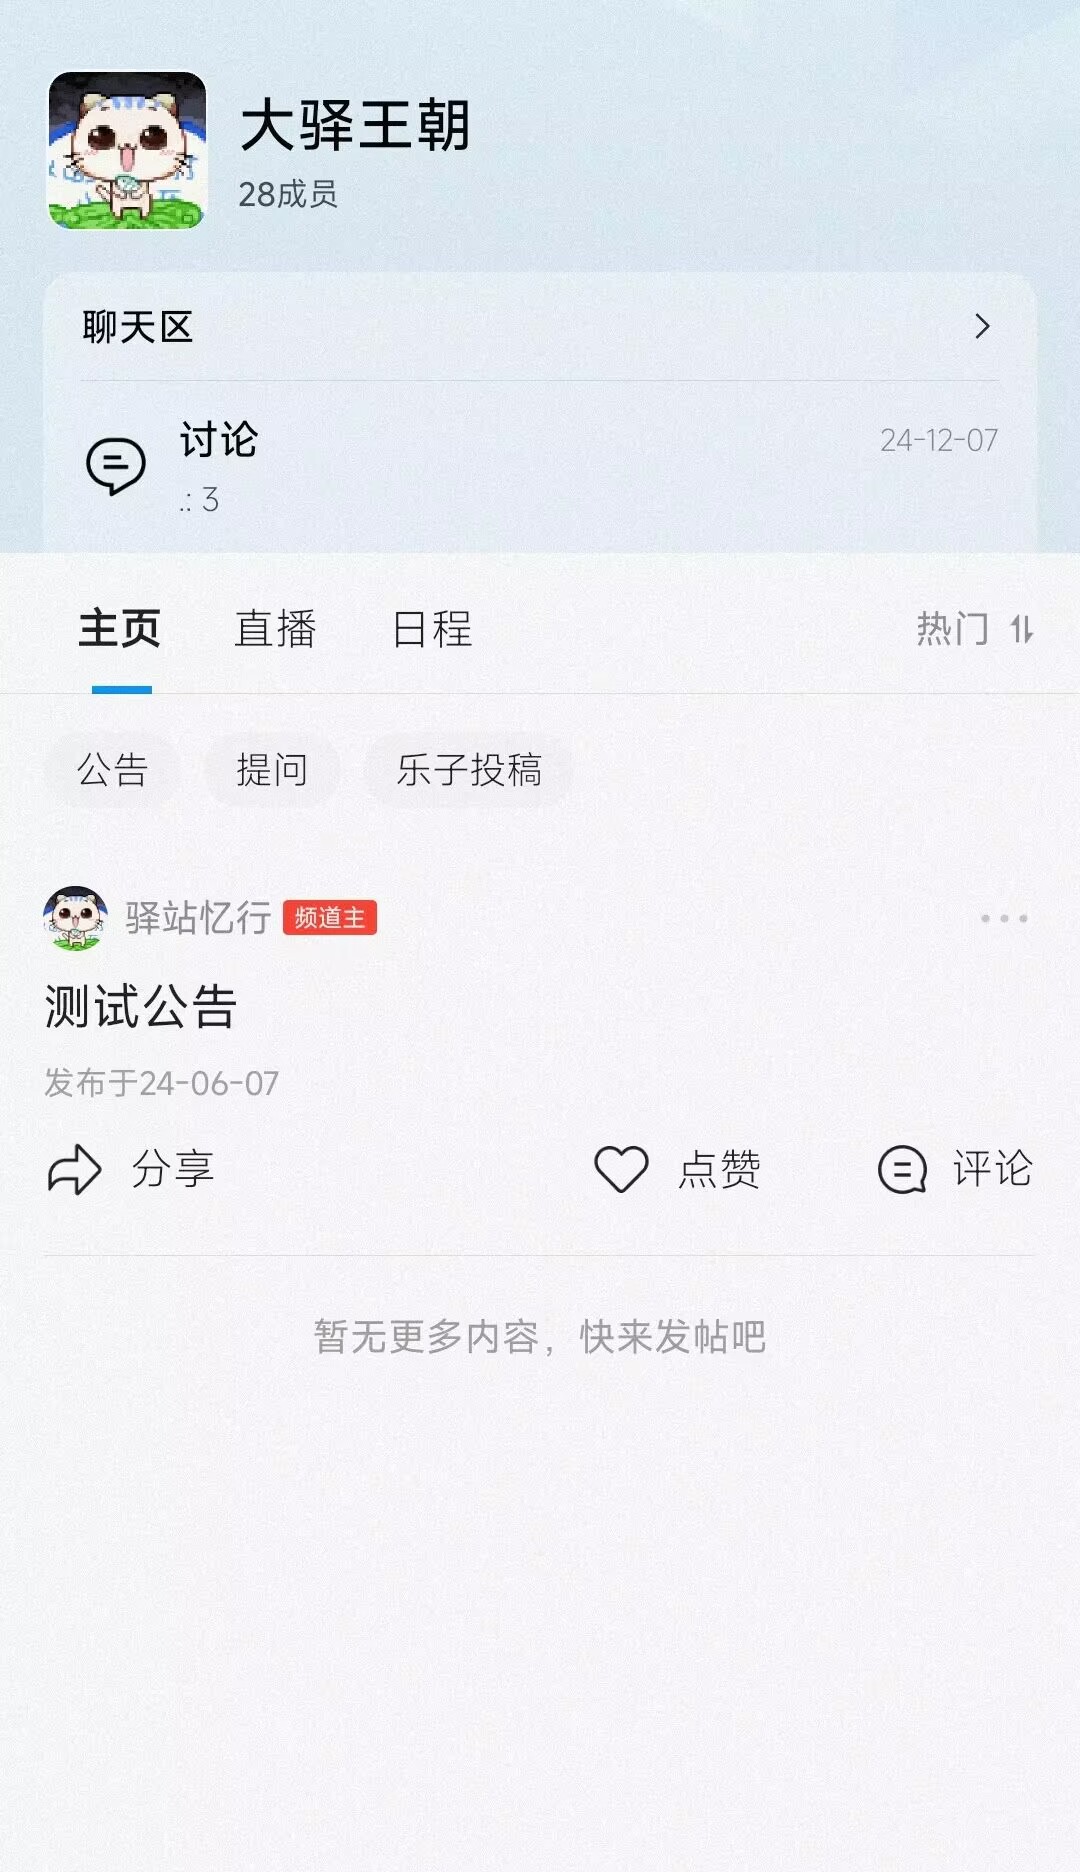 大驿王朝
28成员
聊天区
讨论
24-12-07
.: 3
主页 直播 日程 热门
公告 提问 乐子投稿
驿站忆行 频道主
测试公告
发布于24-06-07
分享 点赞 评论
暂无更多内容，快来发帖吧